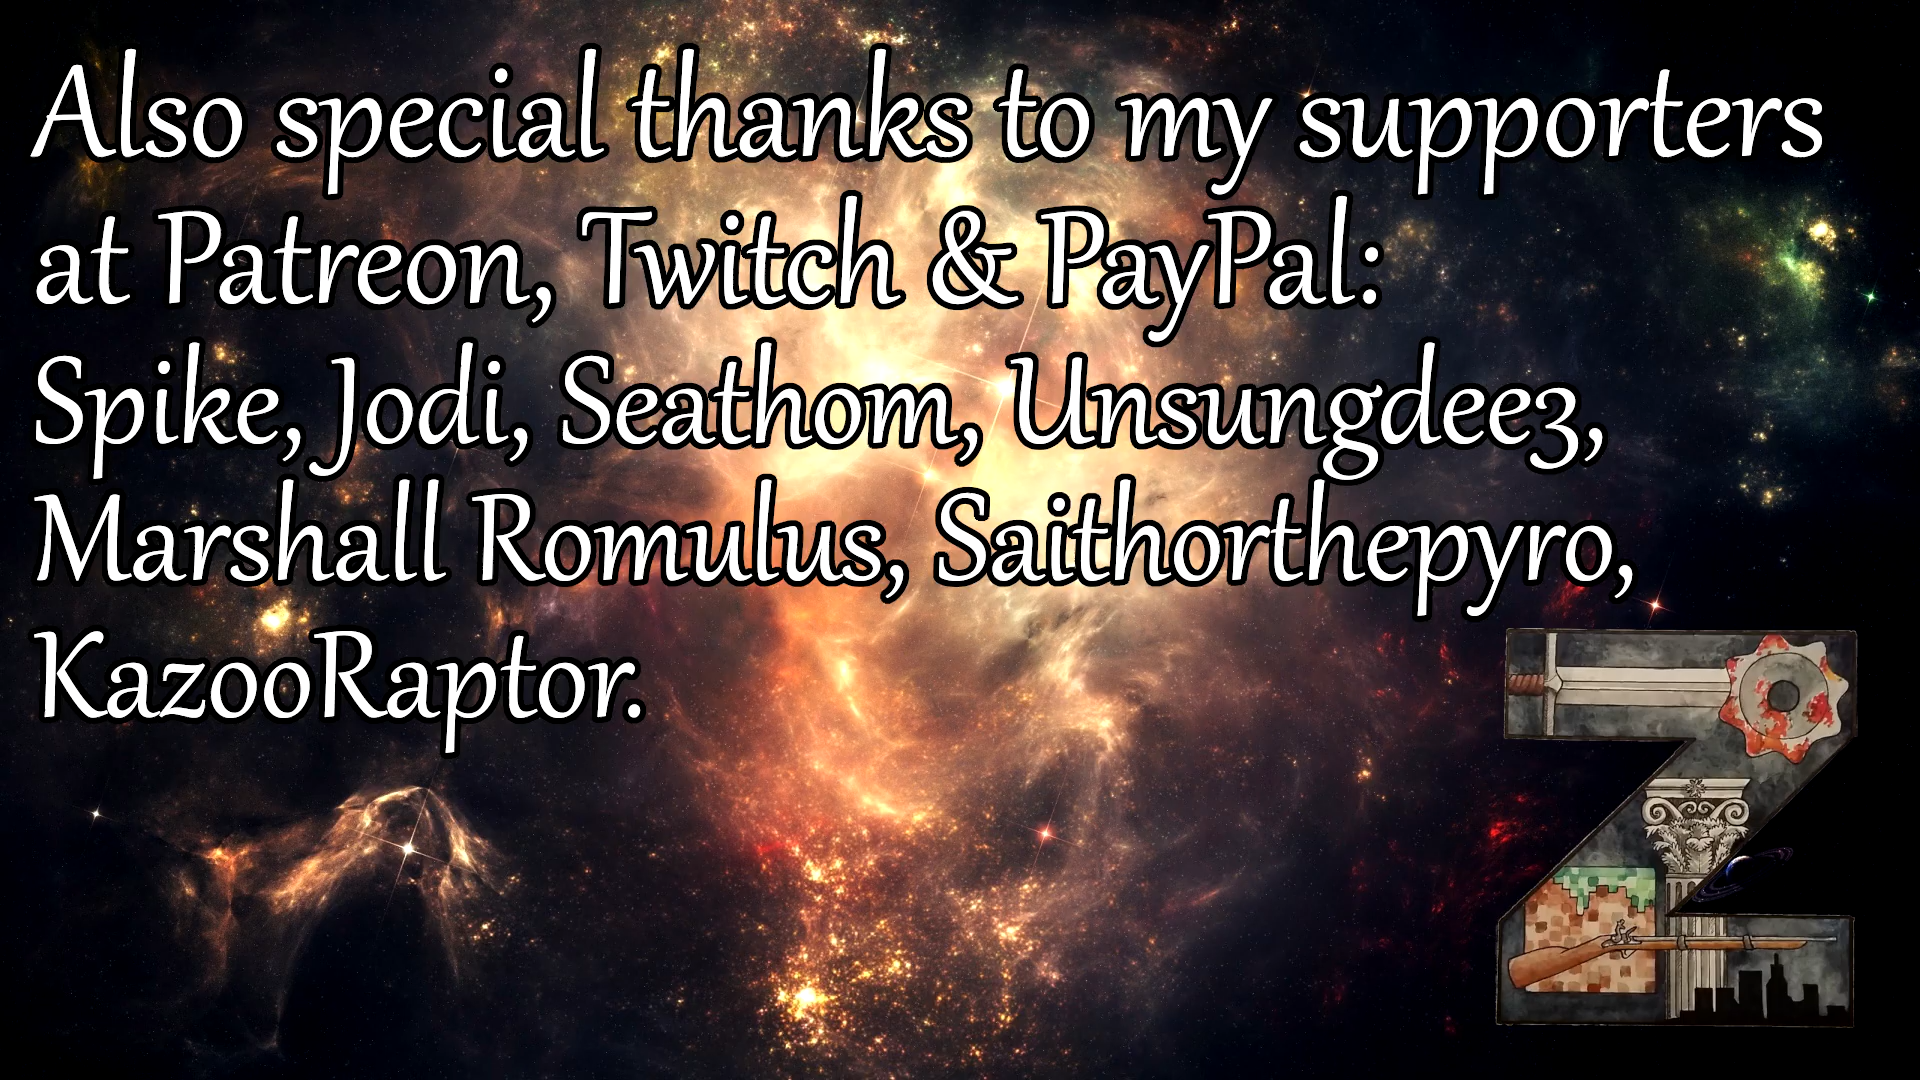 Also special thanks to my supporters
at Patreon, Twitch & PayPal:
Spike, Jodi, Seathom, Unsungdee3,
Marshall Romulus, Saithorthepyro,
KazooRaptor.
Z